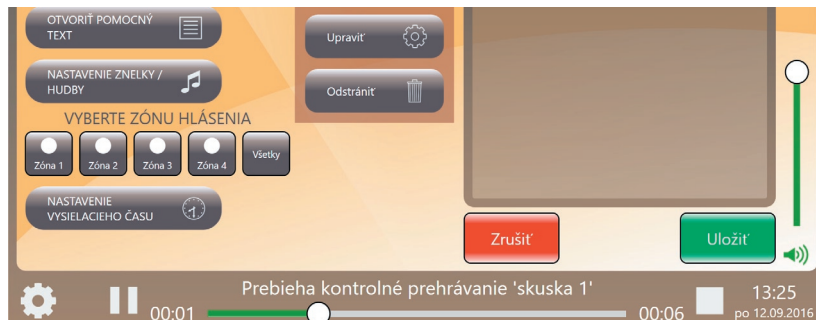 OTVORIŤ POMOCNÝ
TEXT
NASTAVENIE ZNELKY /
HUDBY
VYBERTE ZÓNU HLÁSENIA
Zóna 1 Zóna 2 Zóna 3 Zóna 4 Všetky
NASTAVENIE
VYSIELACIEHO ČASU
Upraviť
Odstrániť
Zrušiť
Uložiť
Prebieha kontrolné prehrávanie 'skuska 1'
00:01
00:06
13:25
po 12.09.2016